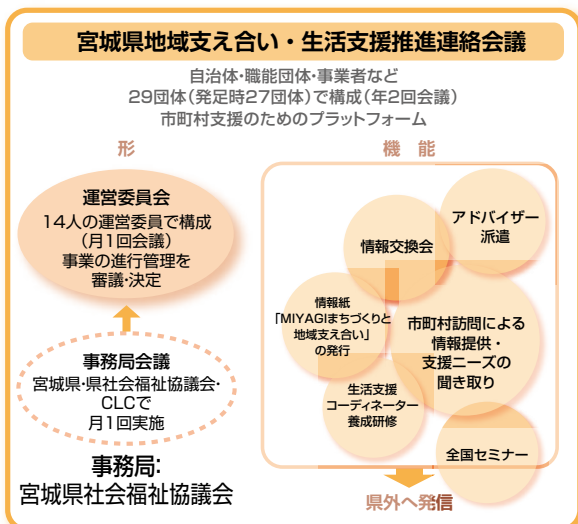 宮城県地域支え合い・生活支援推進連絡会議
自治体・職能団体・事業者など
29団体(発足時27団体)で構成(年2回会議)
市町村支援のためのプラットフォーム
形
運営委員会
14人の運営委員で構成
(月1回会議)
事業の進行管理を
審議・決定
事務局会議
宮城県・県社会福祉協議会・
CLCで
月1回実施
事務局:
宮城県社会福祉協議会
機能
アドバイザー
派遣
情報交換会
情報紙
「MIYAGIまちづくりと
地域支え合い」
の発行
市町村訪問による
情報提供・
支援ニーズの
聞き取り
生活支援
コーディネーター
養成研修
全国セミナー
県外へ発信